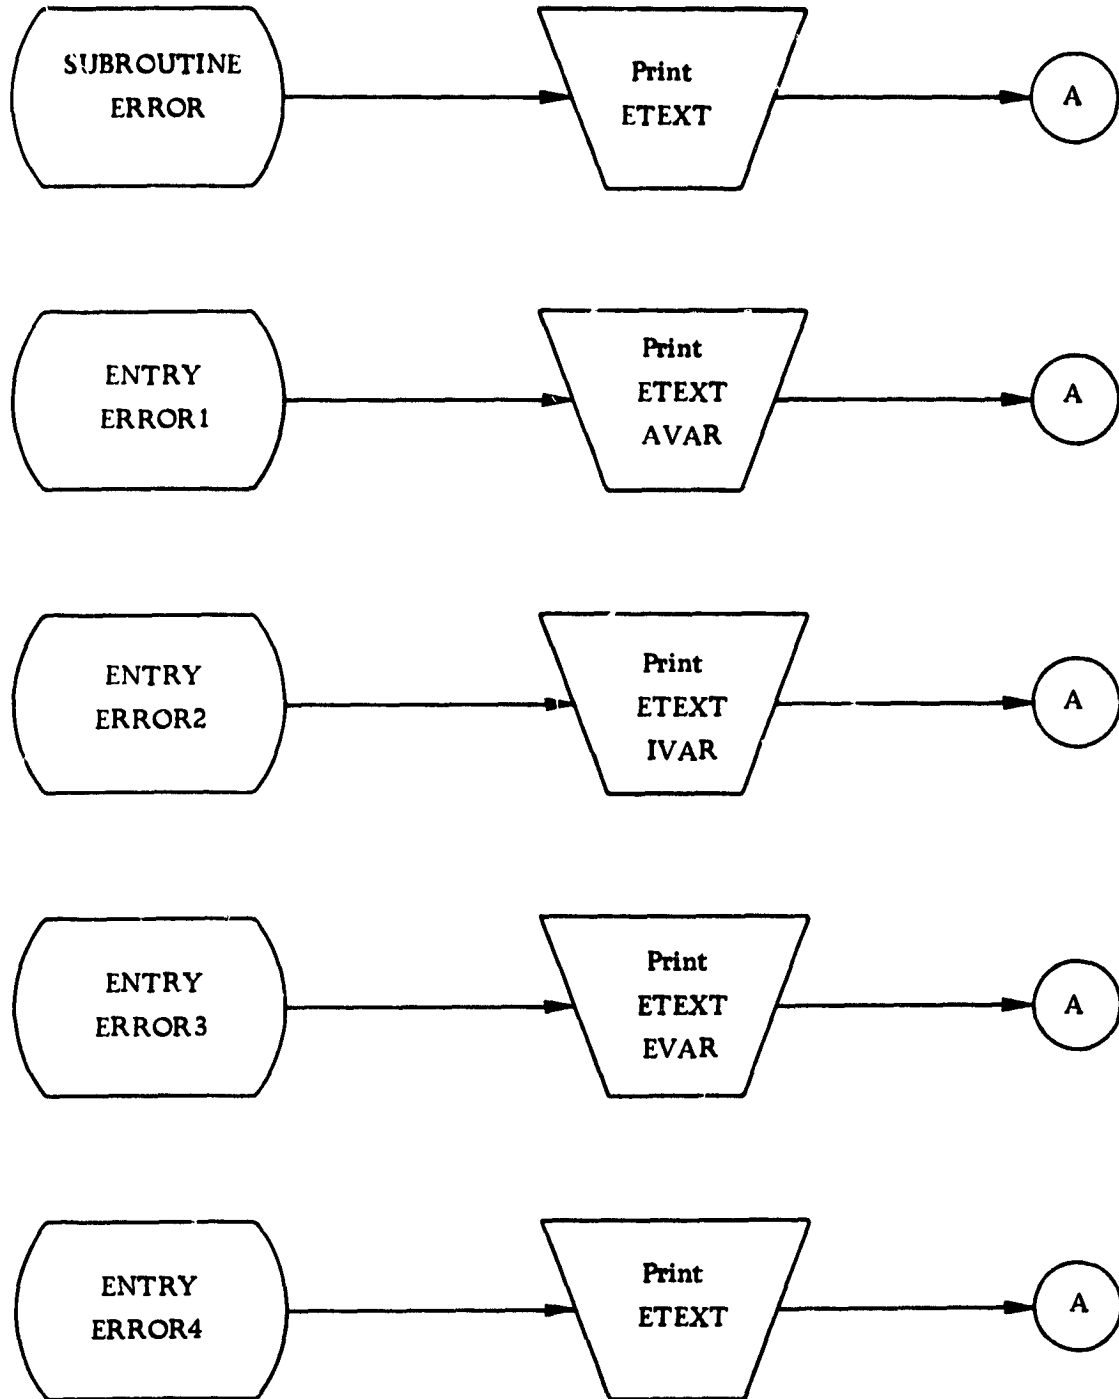 SUBROUTINE
ERROR
Print
ETEXT
A
ENTRY
ERROR1
Print
ETEXT
AVAR
A
ENTRY
ERROR2
Print
ETEXT
IVAR
A
ENTRY
ERROR3
Print
ETEXT
EVAR
A
ENTRY
ERROR4
Print
ETEXT
A